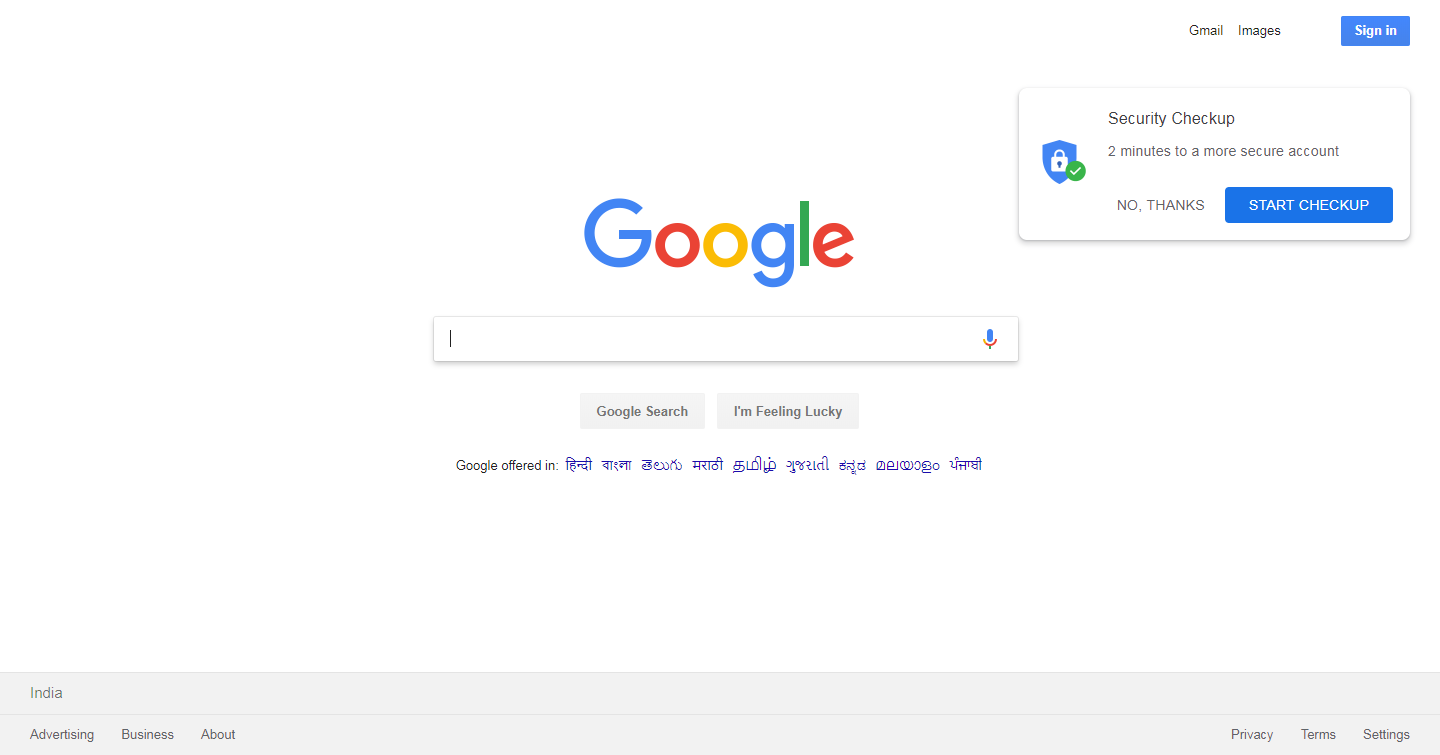 Gmail Images Sign in
Security Checkup
2 minutes to a more secure account
NO, THANKS START CHECKUP
Google
Google Search I'm Feeling Lucky
Google offered in: हिन्दी বাংলা తెలుగు मराठी தமிழ் ગુજરાતી ಕನ್ನಡ മലയാളം ਪੰਜਾਬੀ
India
Advertising Business About Privacy Terms Settings